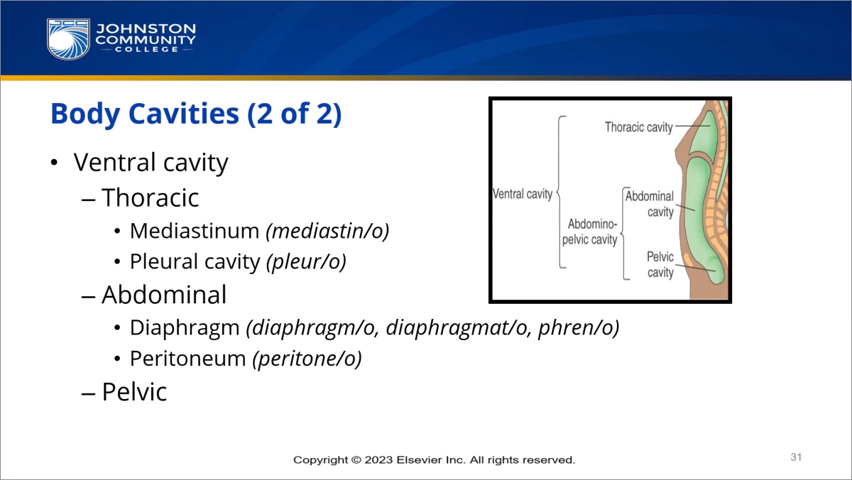 JOHNSTON
COMMUNITY
COLLEGE
Body Cavities (2 of 2)
• Ventral cavity
– Thoracic
• Mediastinum (mediastin/o)
• Pleural cavity (pleur/o)
– Abdominal
• Diaphragm (diaphragm/o, diaphragmat/o, phren/o)
• Peritoneum (peritone/o)
– Pelvic
Thoracic cavity
Ventral cavity
Abdominal
cavity
Abdomino-
pelvic cavity
Pelvic
cavity
Copyright © 2023 Elsevier Inc. All rights reserved.
31